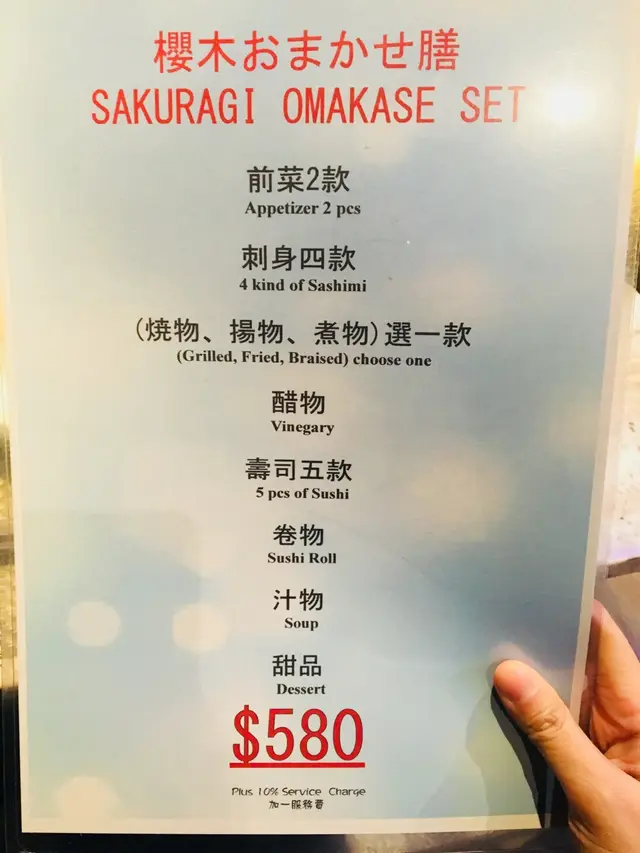 櫻木おまかせ膳
SAKURAGI OMAKASE SET
前菜2款
Appetizer 2 pcs
刺身四款
4 kind of Sashimi
(焼物、揚物、煮物)選一款
(Grilled, Fried, Braised) choose one
醋物
Vinegary
壽司五款
5 pcs of Sushi
卷物
Sushi Roll
汁物
Soup
甜品
Dessert
$580
Plus 10% Service Charge
加一服務費